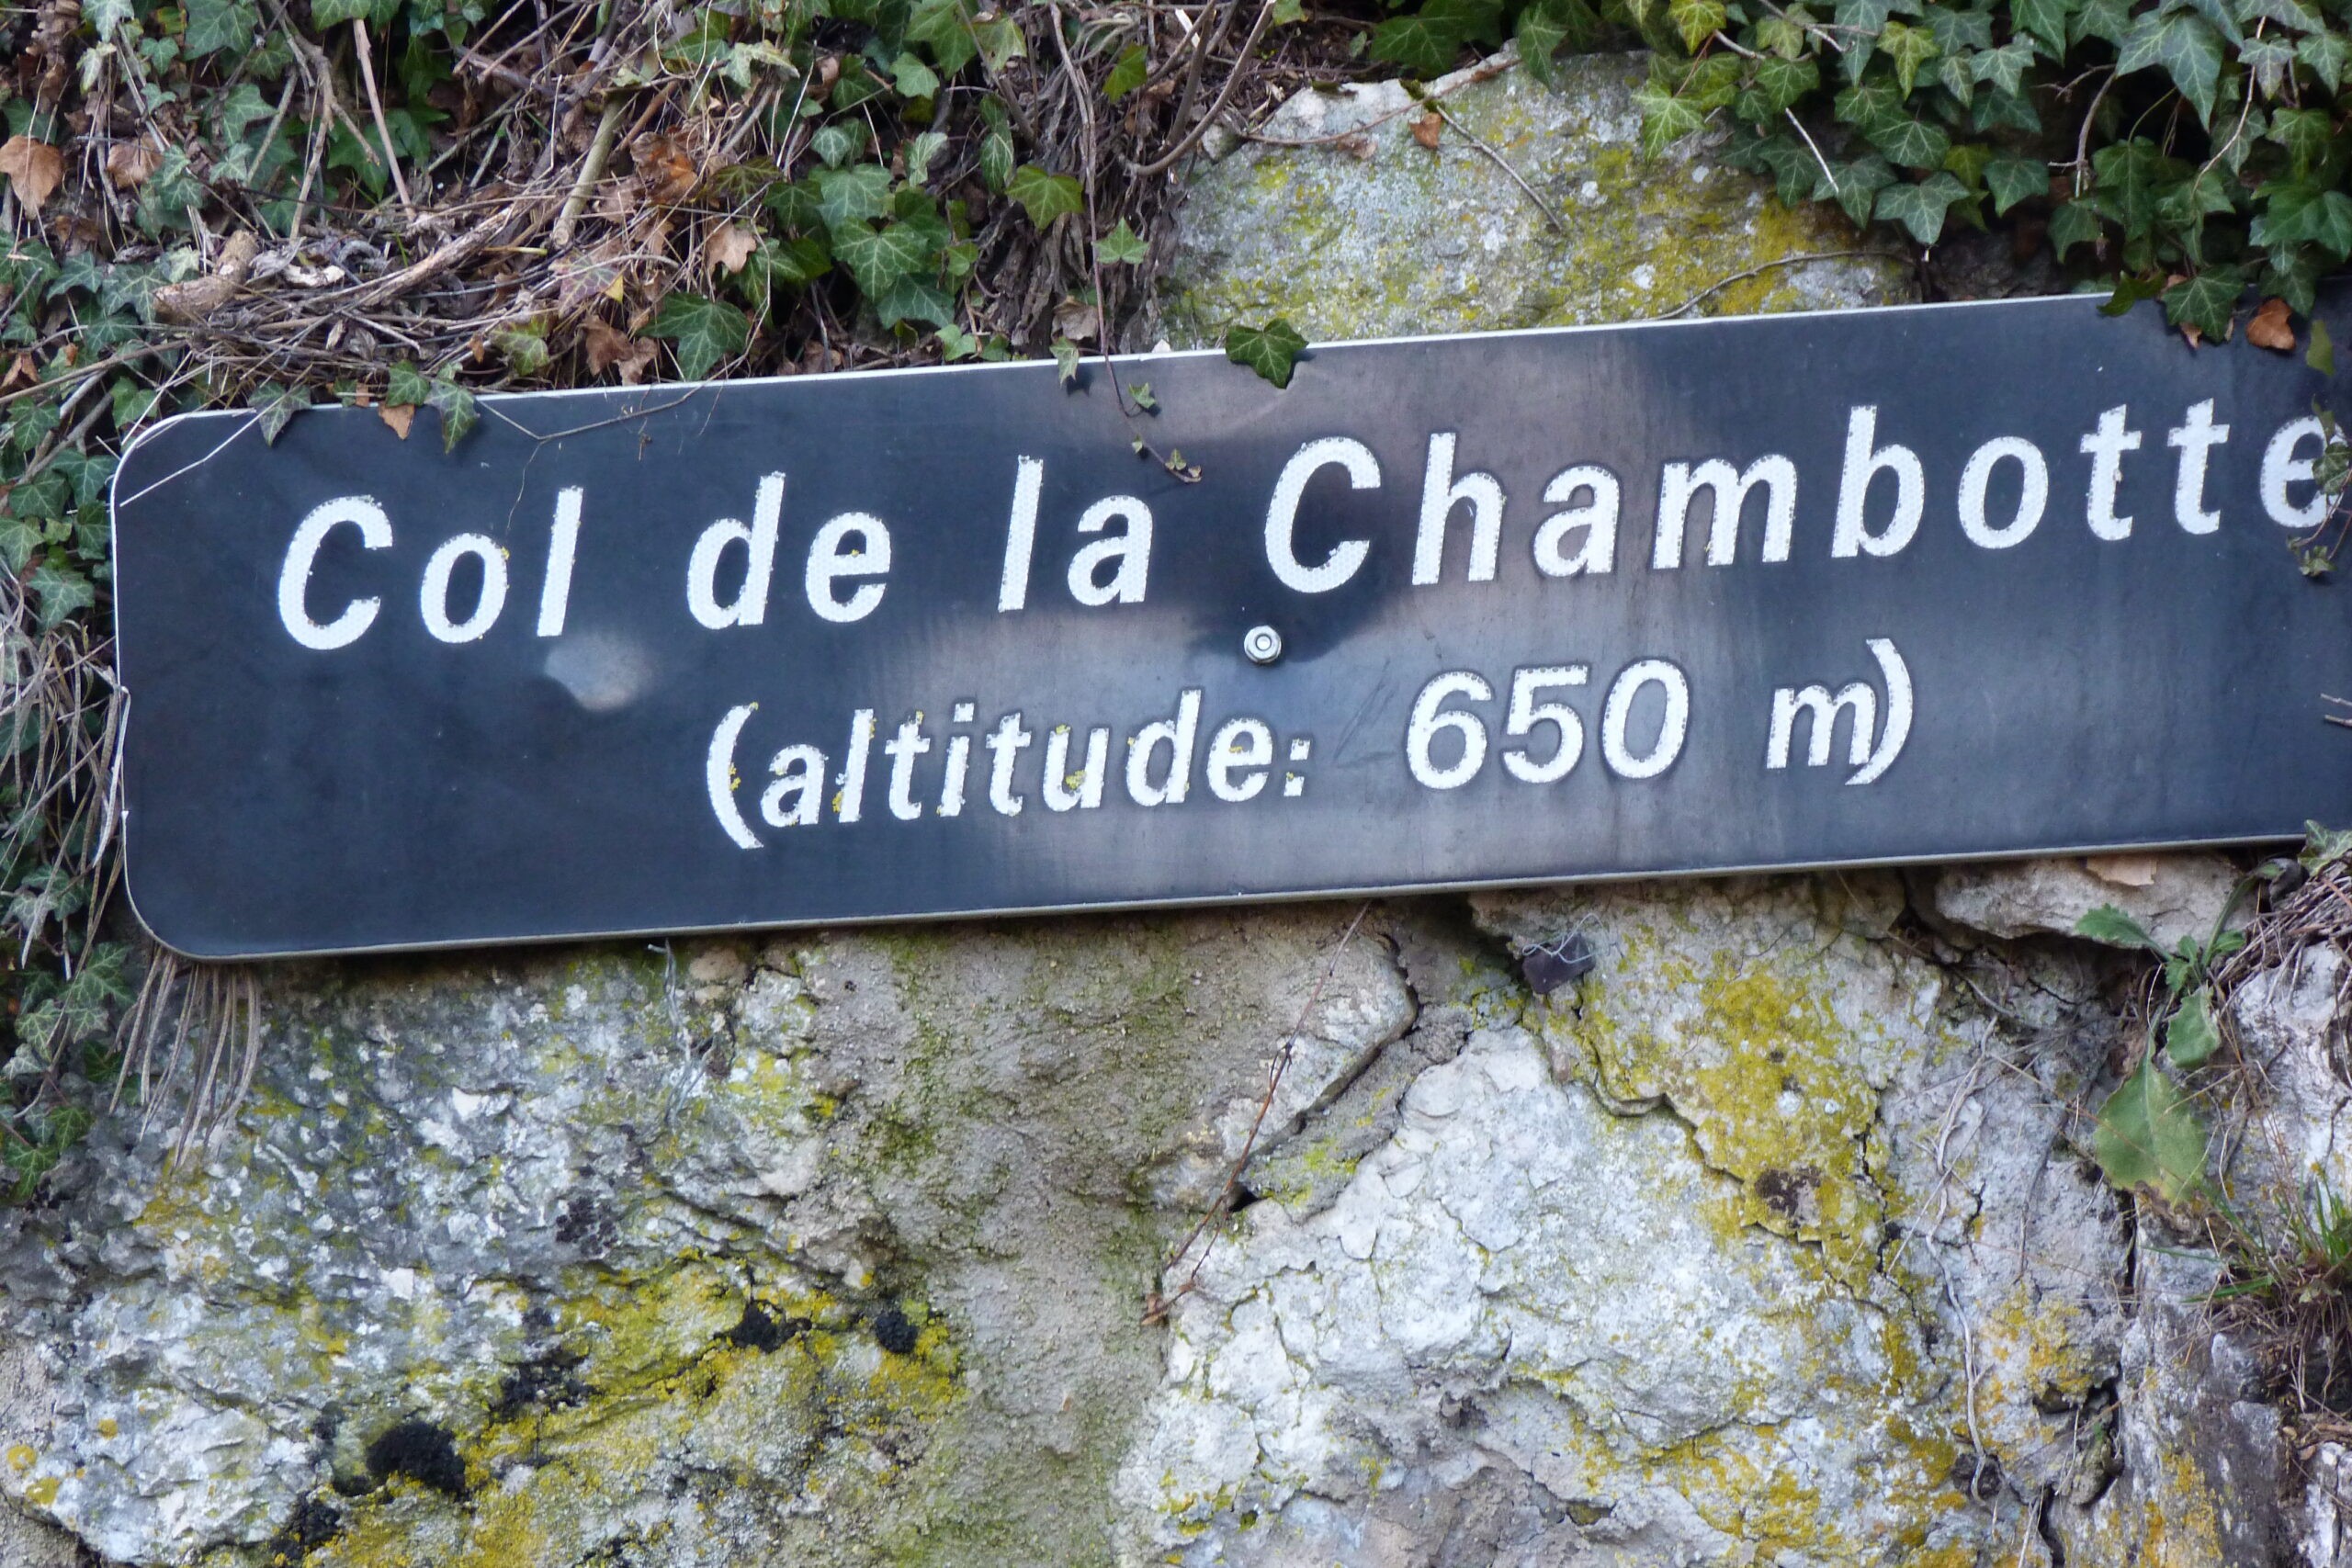 Col de la Chambotte
(altitude: 650 m)